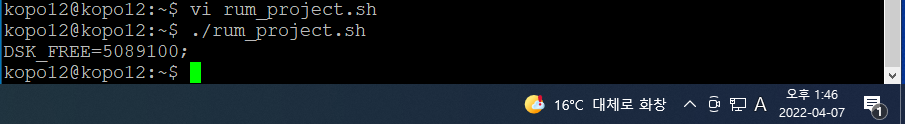 kopo12@kopo12:~$ vi rum_project.sh
kopo12@kopo12:~$ ./rum_project.sh
DSK_FREE=5089100;
kopo12@kopo12:~$
16°C 대체로 화창
A
오후 1:46
2022-04-07
1